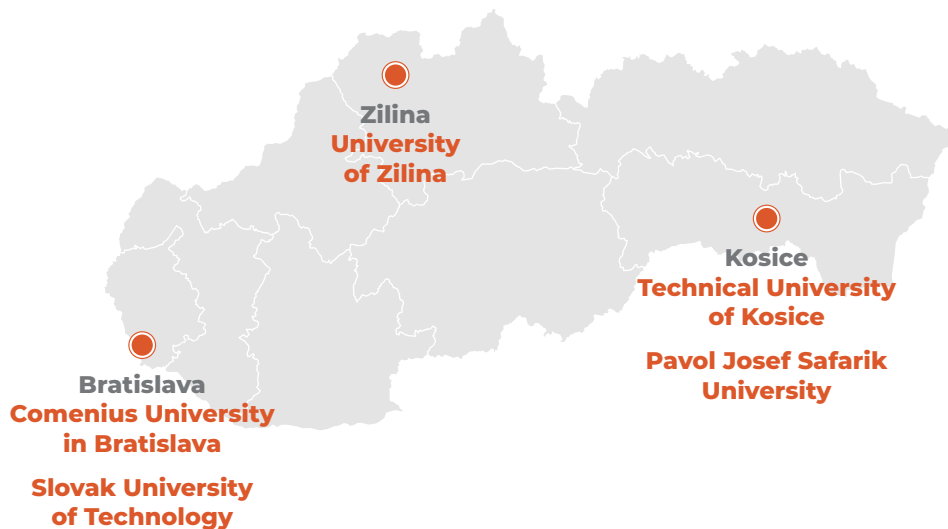 Zilina
University
of Zilina
Kosice
Technical University
of Kosice
Pavol Josef Safarik
University
Bratislava
Comenius University
in Bratislava
Slovak University
of Technology